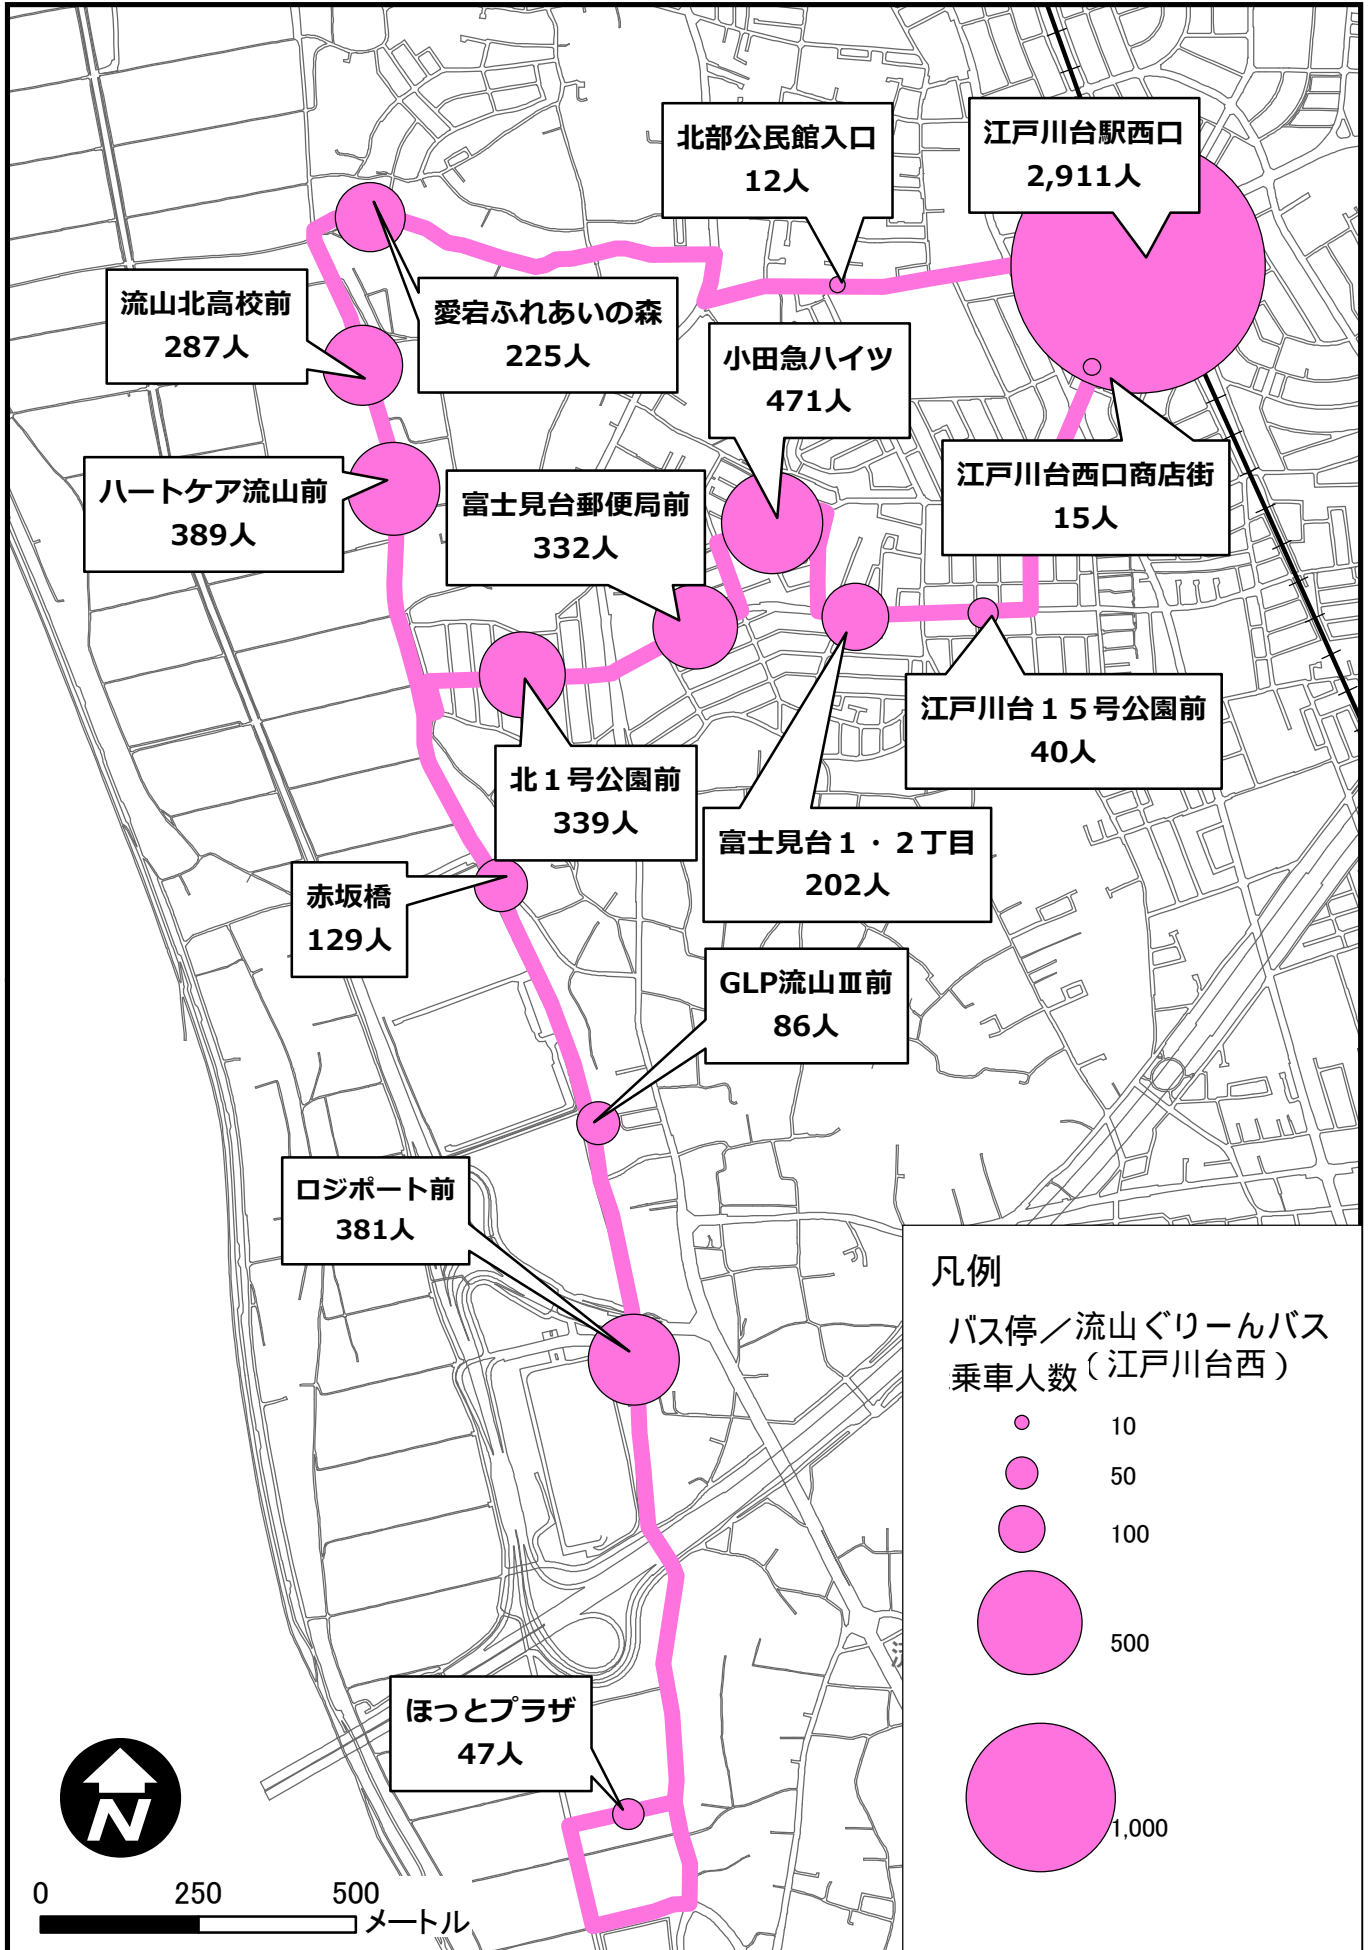 北部公民館入口
12人
江戸川台駅西口
2,911人
流山北高校前
287人
愛宕ふれあいの森
225人
小田急ハイツ
471人
ハートケア流山前
389人
富士見台郵便局前
332人
江戸川台西口商店街
15人
江戸川台１５号公園前
40人
北１号公園前
339人
富士見台１・２丁目
202人
赤坂橋
129人
GLP流山Ⅲ前
86人
ロジポート前
381人
ほっとプラザ
47人
凡例
バス停／流山ぐりーんバス
乗車人数（江戸川台西）
10
50
100
500
1,000
N
0 250 500
メートル